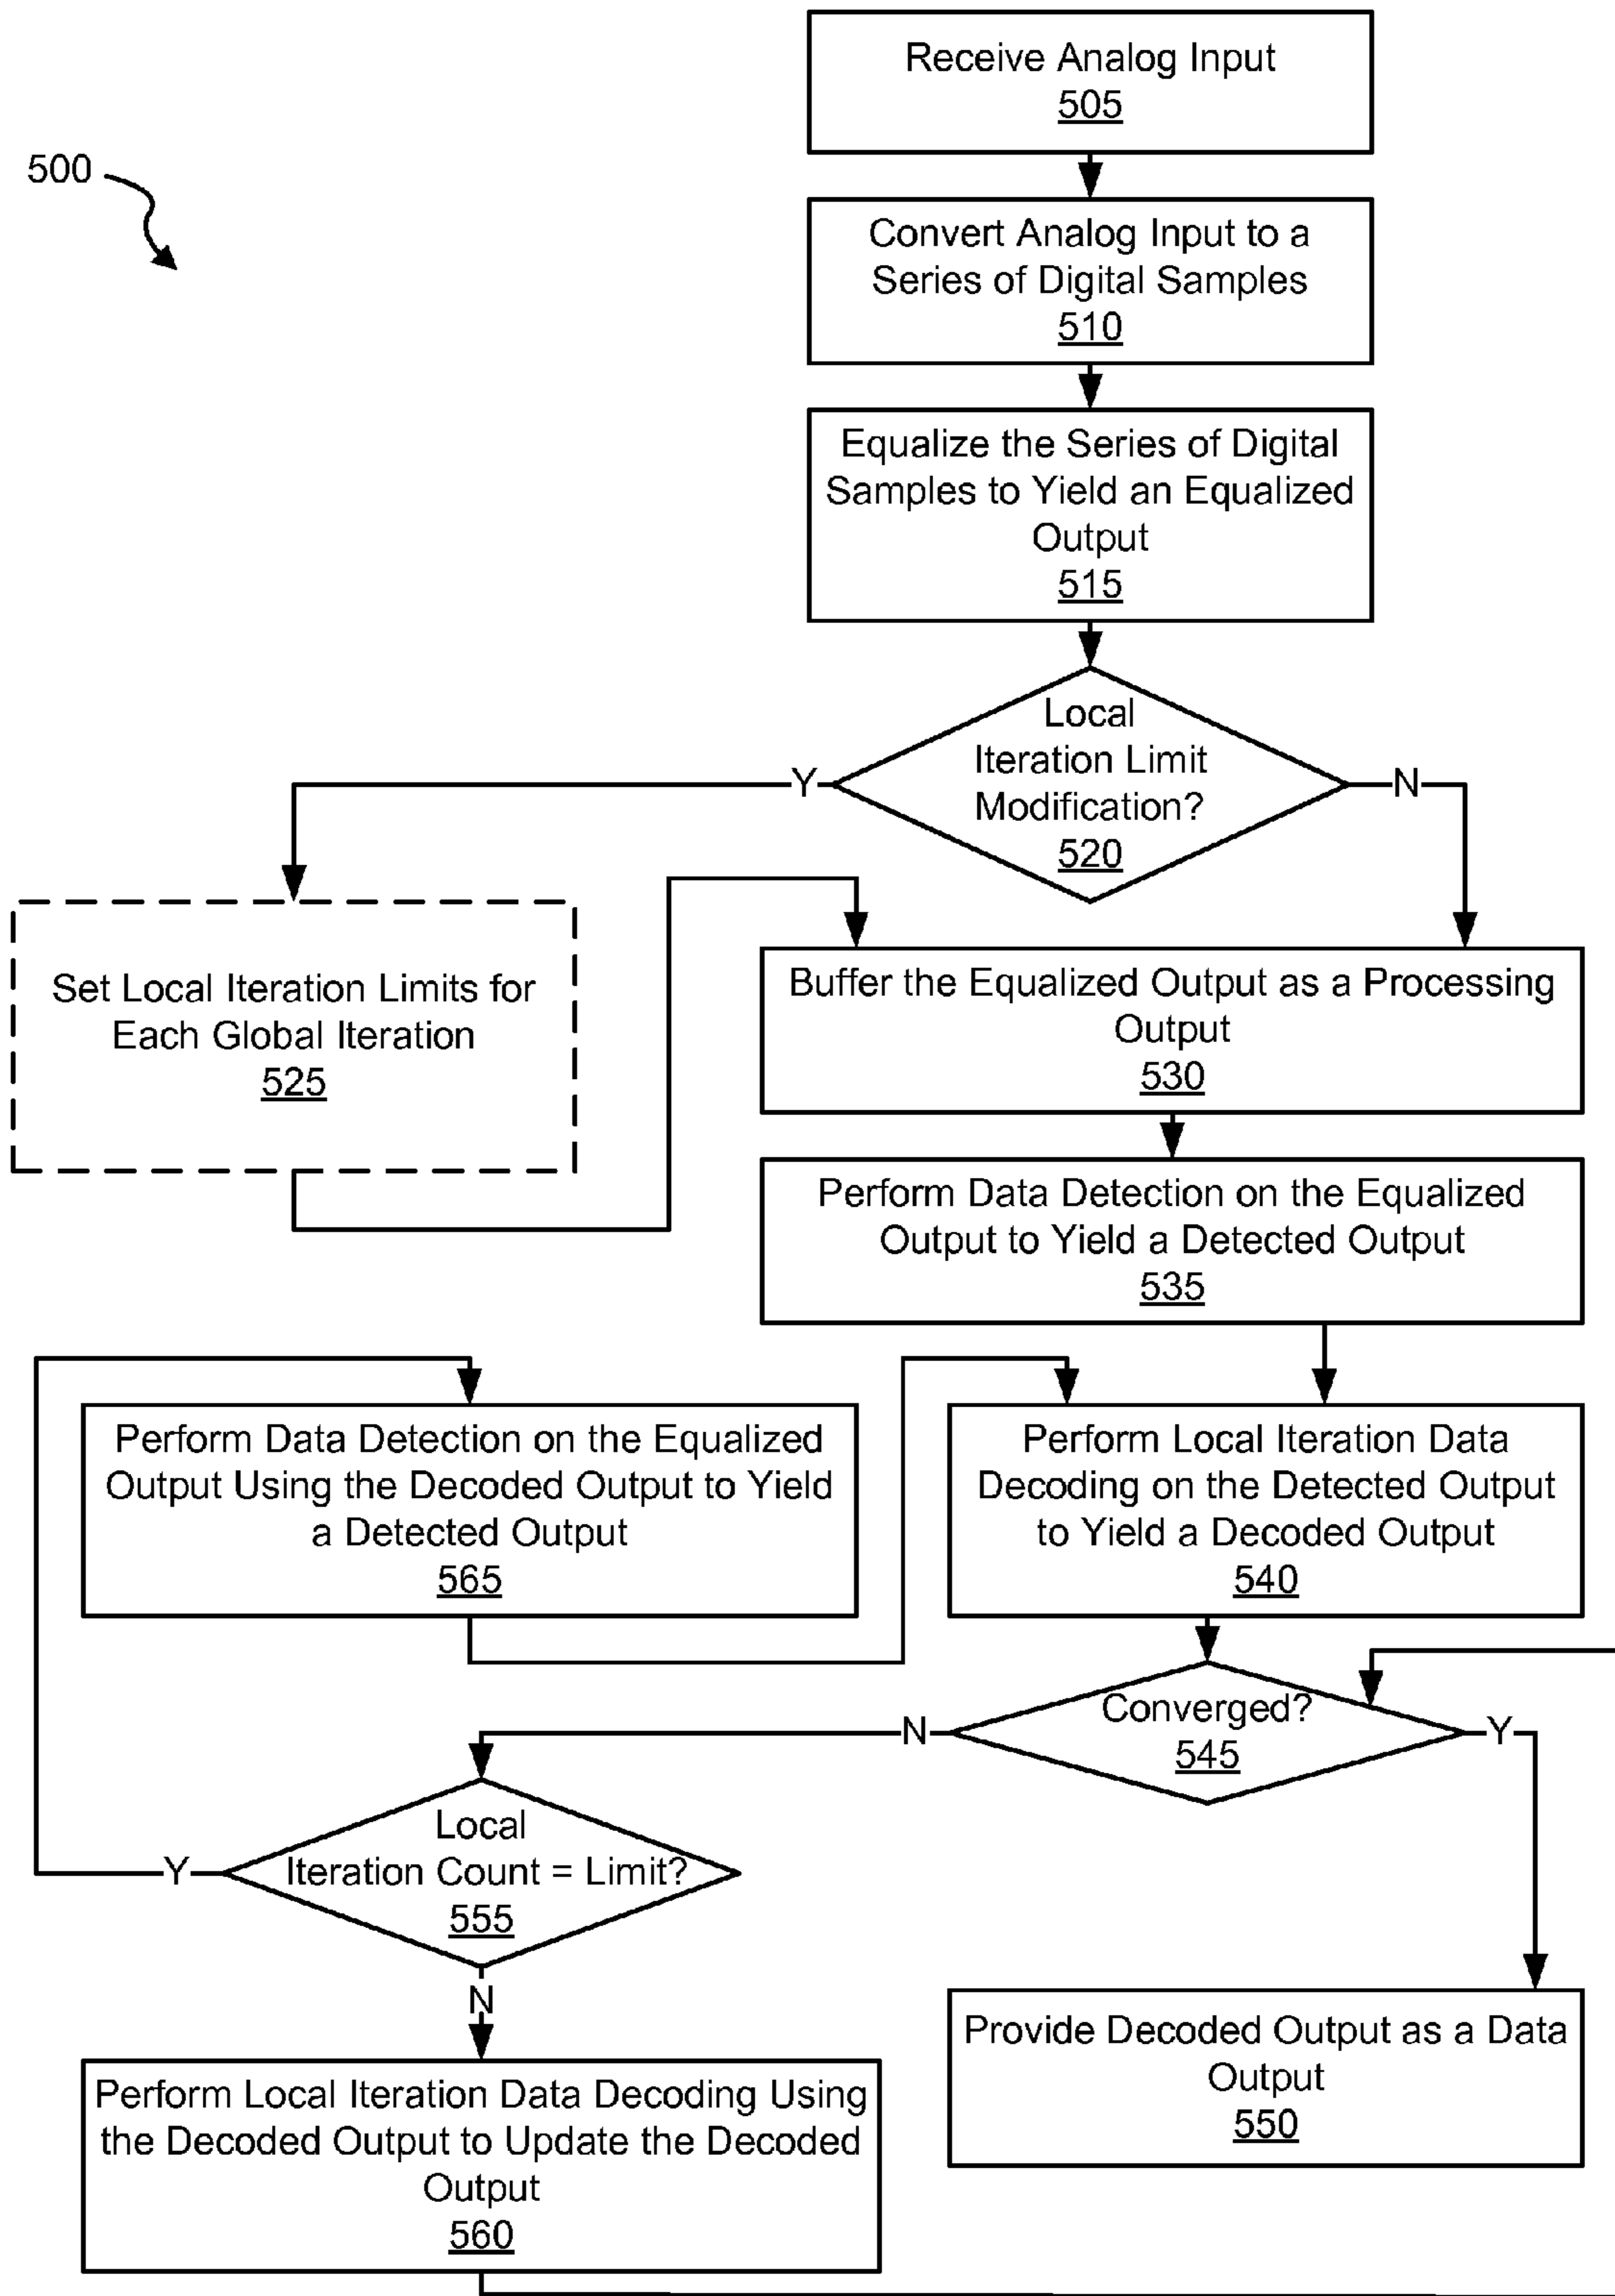 500
Receive Analog Input
505
Convert Analog Input to a
Series of Digital Samples
510
Equalize the Series of Digital
Samples to Yield an Equalized
Output
515
Local
Iteration Limit
Modification?
520
Y
N
Set Local Iteration Limits for
Each Global Iteration
525
Buffer the Equalized Output as a Processing
Output
530
Perform Data Detection on the Equalized
Output to Yield a Detected Output
535
Perform Data Detection on the Equalized
Output Using the Decoded Output to Yield
a Detected Output
565
Perform Local Iteration Data
Decoding on the Detected Output
to Yield a Decoded Output
540
Converged?
545
N
Y
Local
Iteration Count = Limit?
555
Y
N
Provide Decoded Output as a Data
Output
550
Perform Local Iteration Data Decoding Using
the Decoded Output to Update the Decoded
Output
560